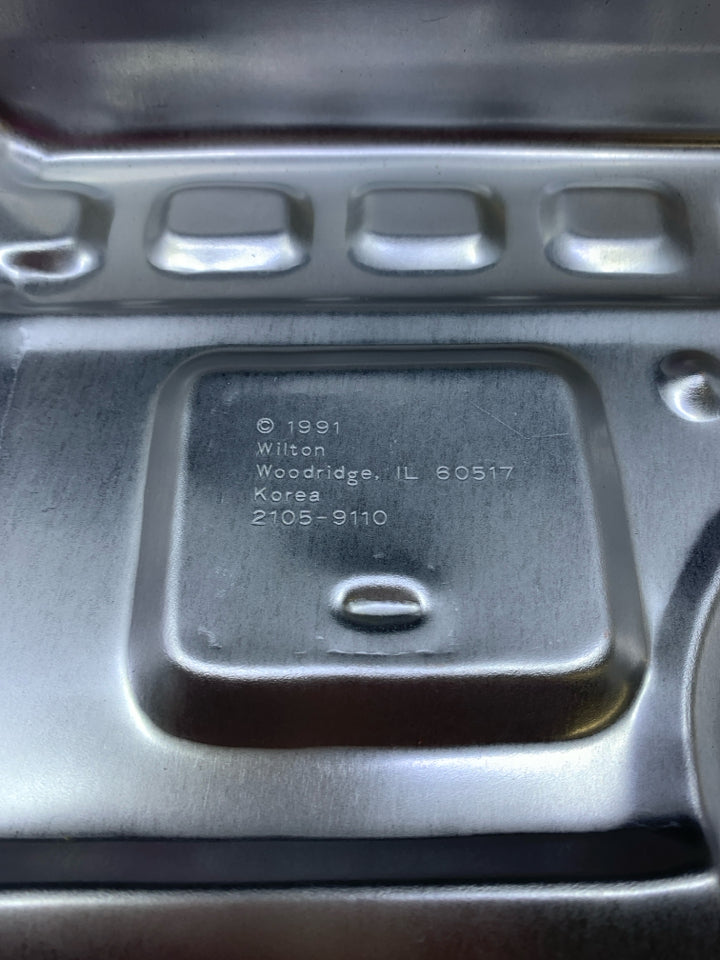 © 1991
Wilton
Woodridge, IL 60517
Korea
2105-9110